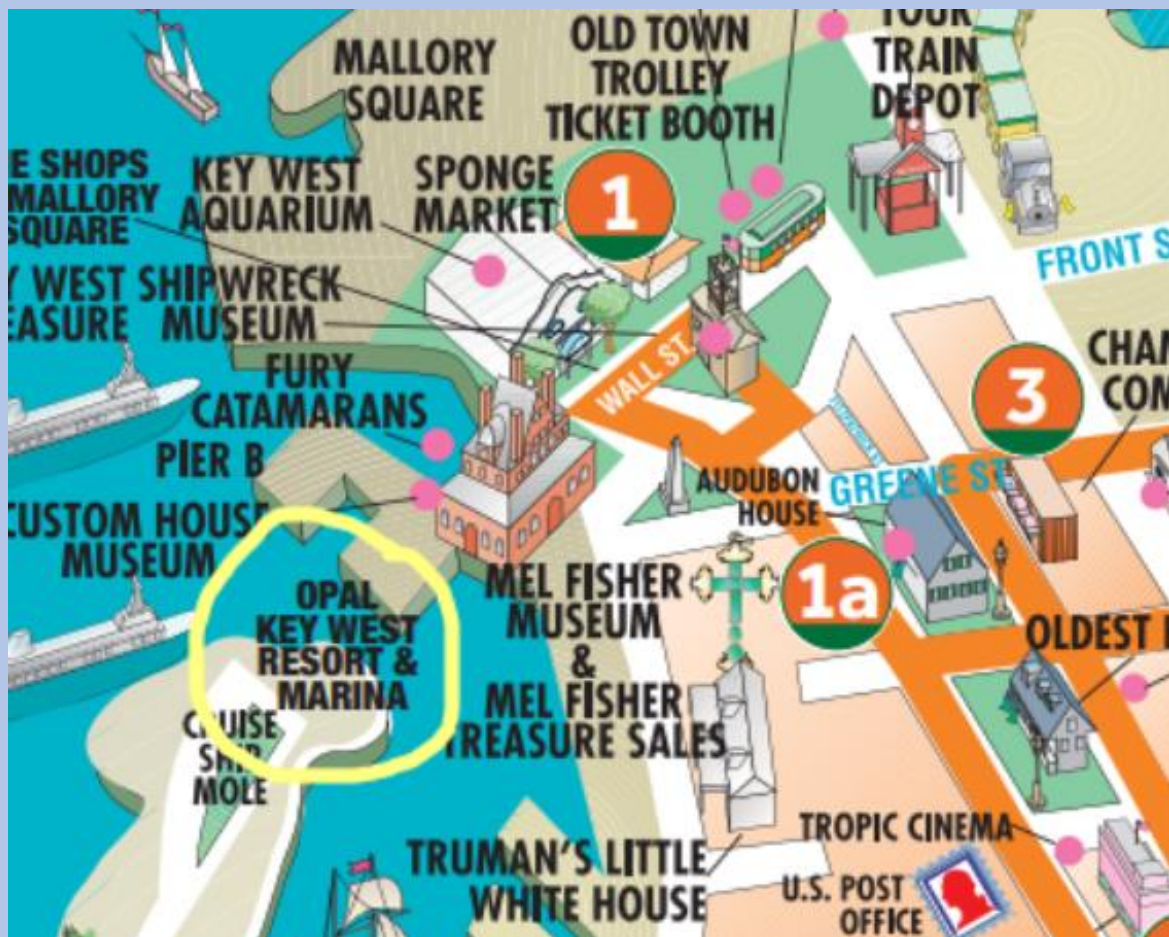 MALLORY
SQUARE
OLD TOWN
TROLLEY
TICKET BOOTH
TOUR
TRAIN
DEPOT
E SHOPS
MALLORY
SQUARE
KEY WEST
AQUARIUM
SPONGE
MARKET
1
FRONT S
Y WEST SHIPWRECK
EASURE MUSEUM
WALL ST.
FURY
CATAMARANS
PIER B
CUSTOM HOUSE
MUSEUM
3
CHAM
COM
GREENE ST
AUDUBON
HOUSE
1a
OPAL
KEY WEST
RESORT &
MARINA
MEL FISHER
MUSEUM
&
MEL FISHER
TREASURE SALES
OLDEST
CRUISE
SHIP
MOLE
TRUMAN'S LITTLE
WHITE HOUSE
TROPIC CINEMA
U.S. POST
OFFICE